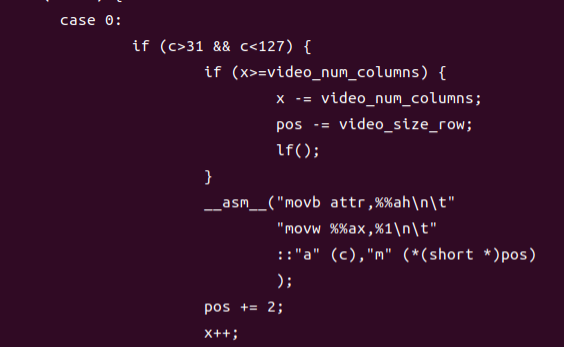 case 0:
if (c>31 && c<127) {
if (x>=video_num_columns) {
x -= video_num_columns;
pos -= video_size_row;
lf();
}
__asm__("movb attr,%%ah\n\t"
"movw %%ax,%1\n\t"
::"a" (c),"m" (*(short *)pos)
);
pos += 2;
x++;